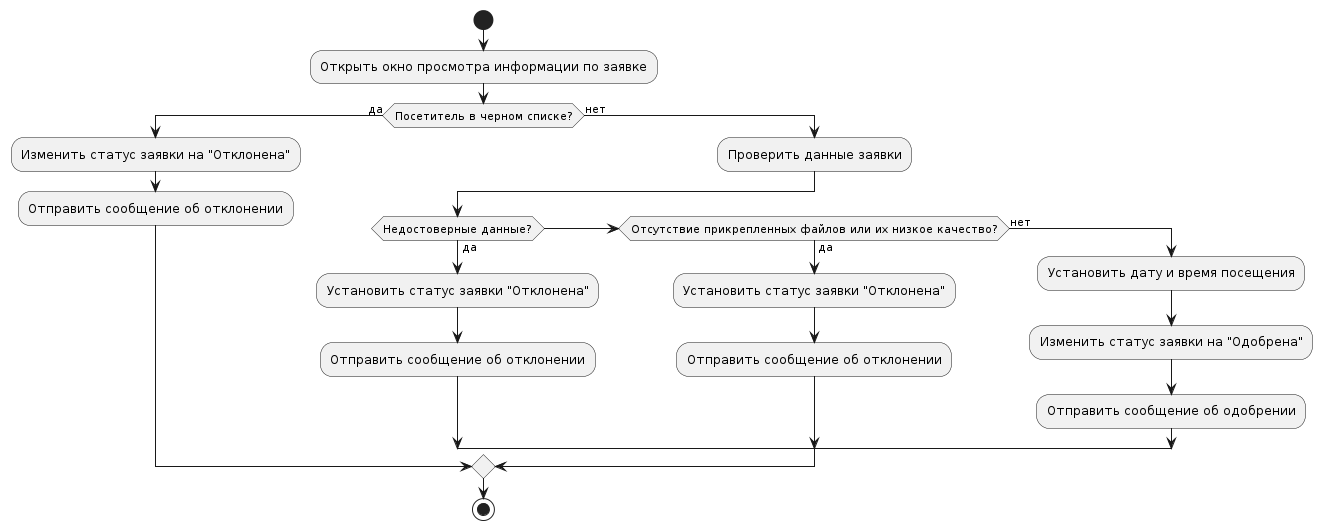 Открыть окно просмотра информации по заявке
да
Посетитель в черном списке?
нет
Изменить статус заявки на "Отклонена"
Отправить сообщение об отклонении
Проверить данные заявки
Недостоверные данные?
да
Установить статус заявки "Отклонена"
Отправить сообщение об отклонении
Отсутствие прикрепленных файлов или их низкое качество?
да
Установить статус заявки "Отклонена"
Отправить сообщение об отклонении
нет
Установить дату и время посещения
Изменить статус заявки на "Одобрена"
Отправить сообщение об одобрении